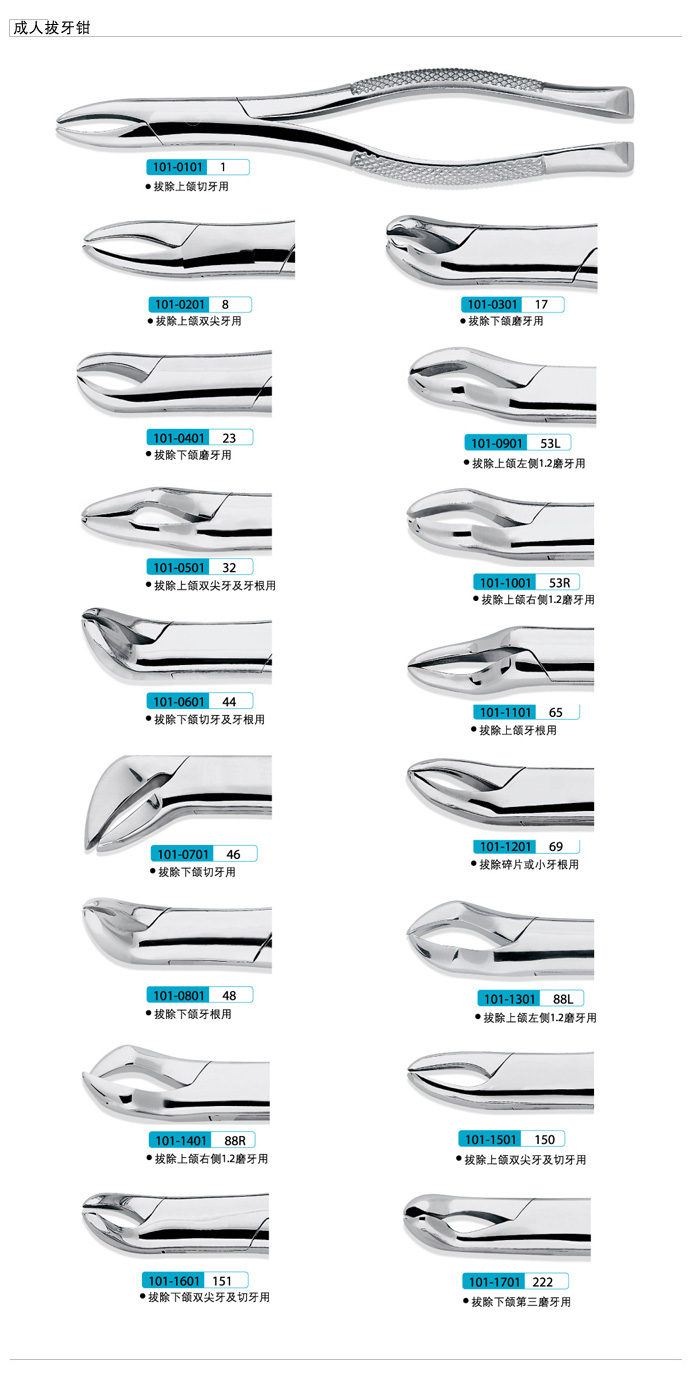 成人拔牙钳
101-0101 1
●拔除上颌切牙用
101-0201 8
●拔除上颌双尖牙用
101-0301 17
●拔除下颌磨牙用
101-0401 23
●拔除下颌磨牙用
101-0901 53L
●拔除上颌左侧1.2磨牙用
101-0501 32
●拔除上颌双尖牙及牙根用
101-1001 53R
●拔除上颌右侧1.2磨牙用
101-0601 44
●拔除下颌切牙及牙根用
101-1101 65
●拔除上颌牙根用
101-0701 46
●拔除下颌切牙用
101-1201 69
●拔除碎片或小牙根用
101-0801 48
●拔除下颌牙根用
101-1301 88L
●拔除上颌左侧1.2磨牙用
101-1401 88R
●拔除上颌右侧1.2磨牙用
101-1501 150
●拔除上颌双尖牙及切牙用
101-1601 151
●拔除下颌双尖牙及切牙用
101-1701 222
●拔除下颌第三磨牙用